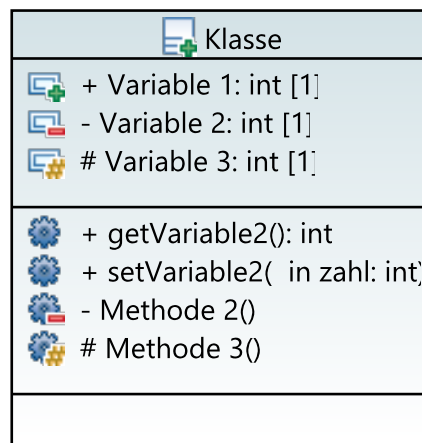 Klasse
+ Variable 1: int [1]
- Variable 2: int [1]
# Variable 3: int [1]
+ getVariable2(): int
+ setVariable2( in zahl: int)
- Methode 2()
# Methode 3()